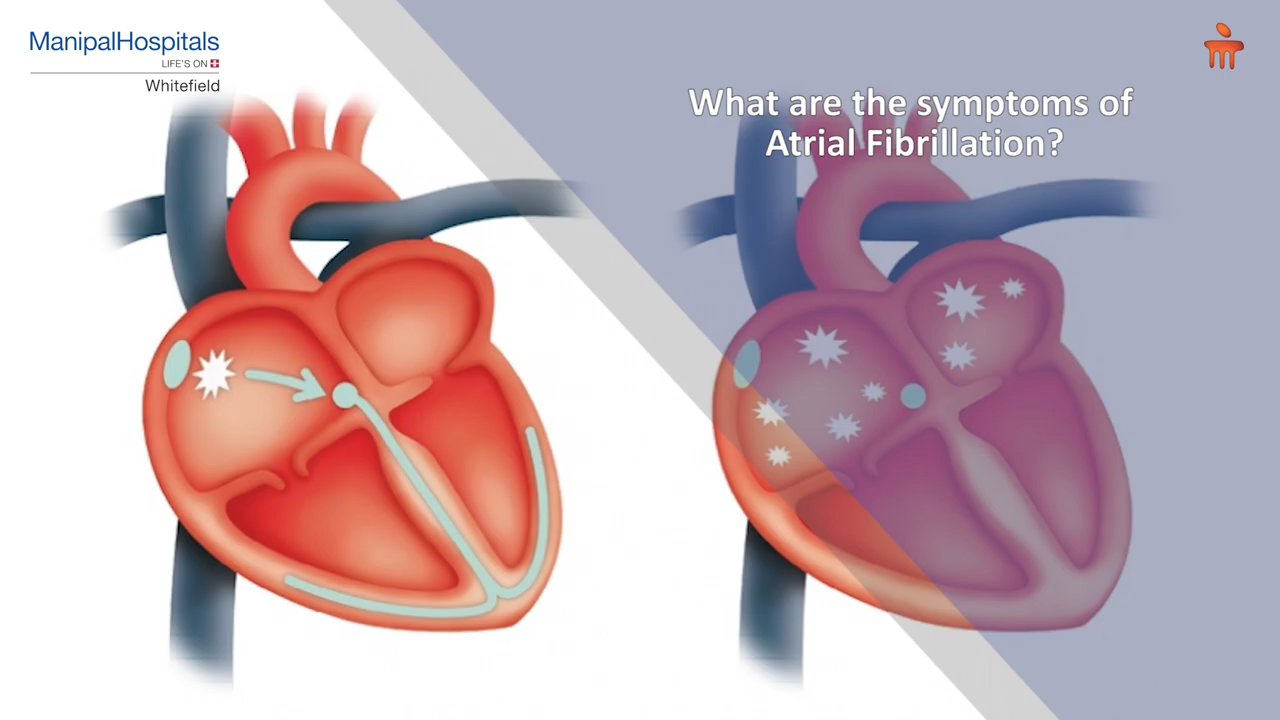 ManipalHospitals
LIFE'S ON
Whitefield
What are the symptoms of
Atrial Fibrillation?